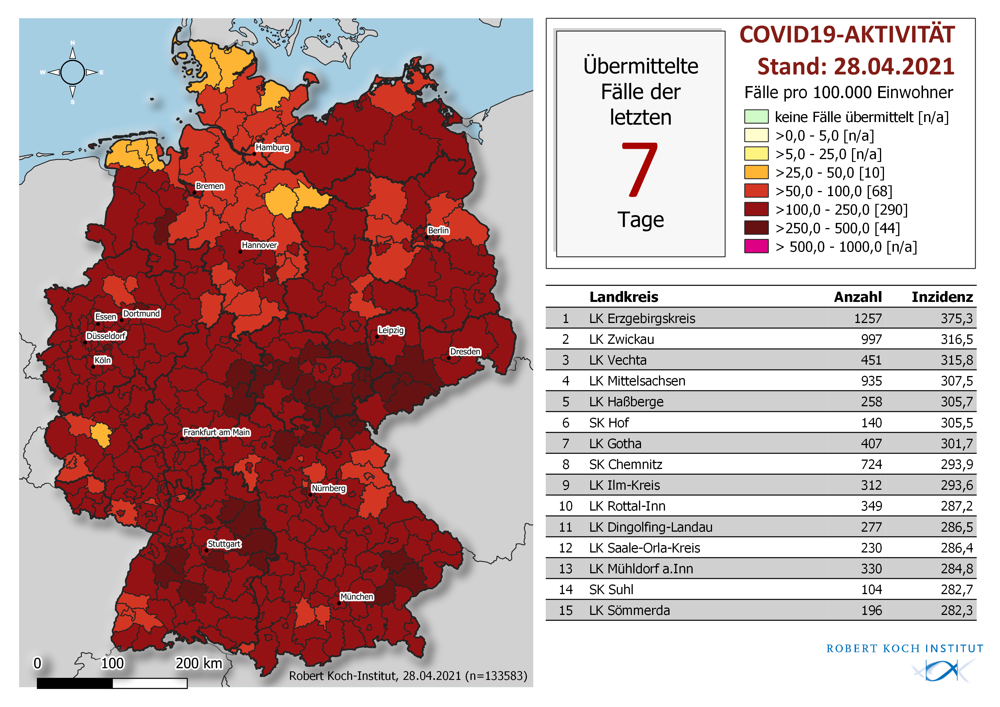 N
W
E
S
Hamburg
Bremen
Berlin
Hannover
Essen
Dortmund
Düsseldorf
Leipzig
Köln
Dresden
Frankfurt am Main
Nürnberg
Stuttgart
München
0 100 200 km
Robert Koch-Institut, 28.04.2021 (n=133583)
Übermittelte
Fälle der
letzten
7
Tage
COVID19-AKTIVITÄT
Stand: 28.04.2021
Fälle pro 100.000 Einwohner
keine Fälle übermittelt [n/a]
>0,0 - 5,0 [n/a]
>5,0 - 25,0 [n/a]
>25,0 - 50,0 [10]
>50,0 - 100,0 [68]
>100,0 - 250,0 [290]
>250,0 - 500,0 [44]
> 500,0 - 1000,0 [n/a]
Landkreis Anzahl Inzidenz
1 LK Erzgebirgskreis 1257 375,3
2 LK Zwickau 997 316,5
3 LK Vechta 451 315,8
4 LK Mittelsachsen 935 307,5
5 LK Haßberge 258 305,7
6 SK Hof 140 305,5
7 LK Gotha 407 301,7
8 SK Chemnitz 724 293,9
9 LK Ilm-Kreis 312 293,6
10 LK Rottal-Inn 349 287,2
11 LK Dingolfing-Landau 277 286,5
12 LK Saale-Orla-Kreis 230 286,4
13 LK Mühldorf a.Inn 330 284,8
14 SK Suhl 104 282,7
15 LK Sömmerda 196 282,3
ROBERT KOCH INSTITUT